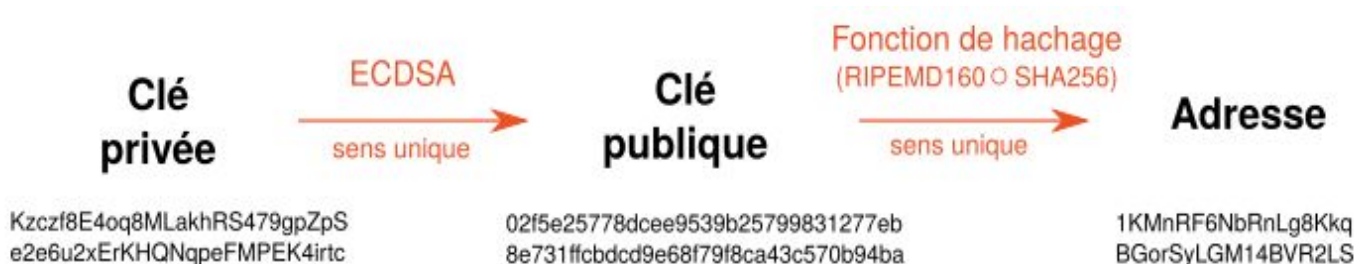 Clé privée
ECDSA
sens unique
Clé publique
Fonction de hachage
(RIPEMD160 ○ SHA256)
sens unique
Adresse
Kzczf8E4oq8MLakhRS479gpZpS
e2e6u2xErKHQNqpeFMPEK4irtc
02f5e25778dcee9539b25799831277eb
8e731ffcbdcd9e68f79f8ca43c570b94ba
1KMnRF6NbRnLg8Kkq
BGorSyLGM14BVR2LS